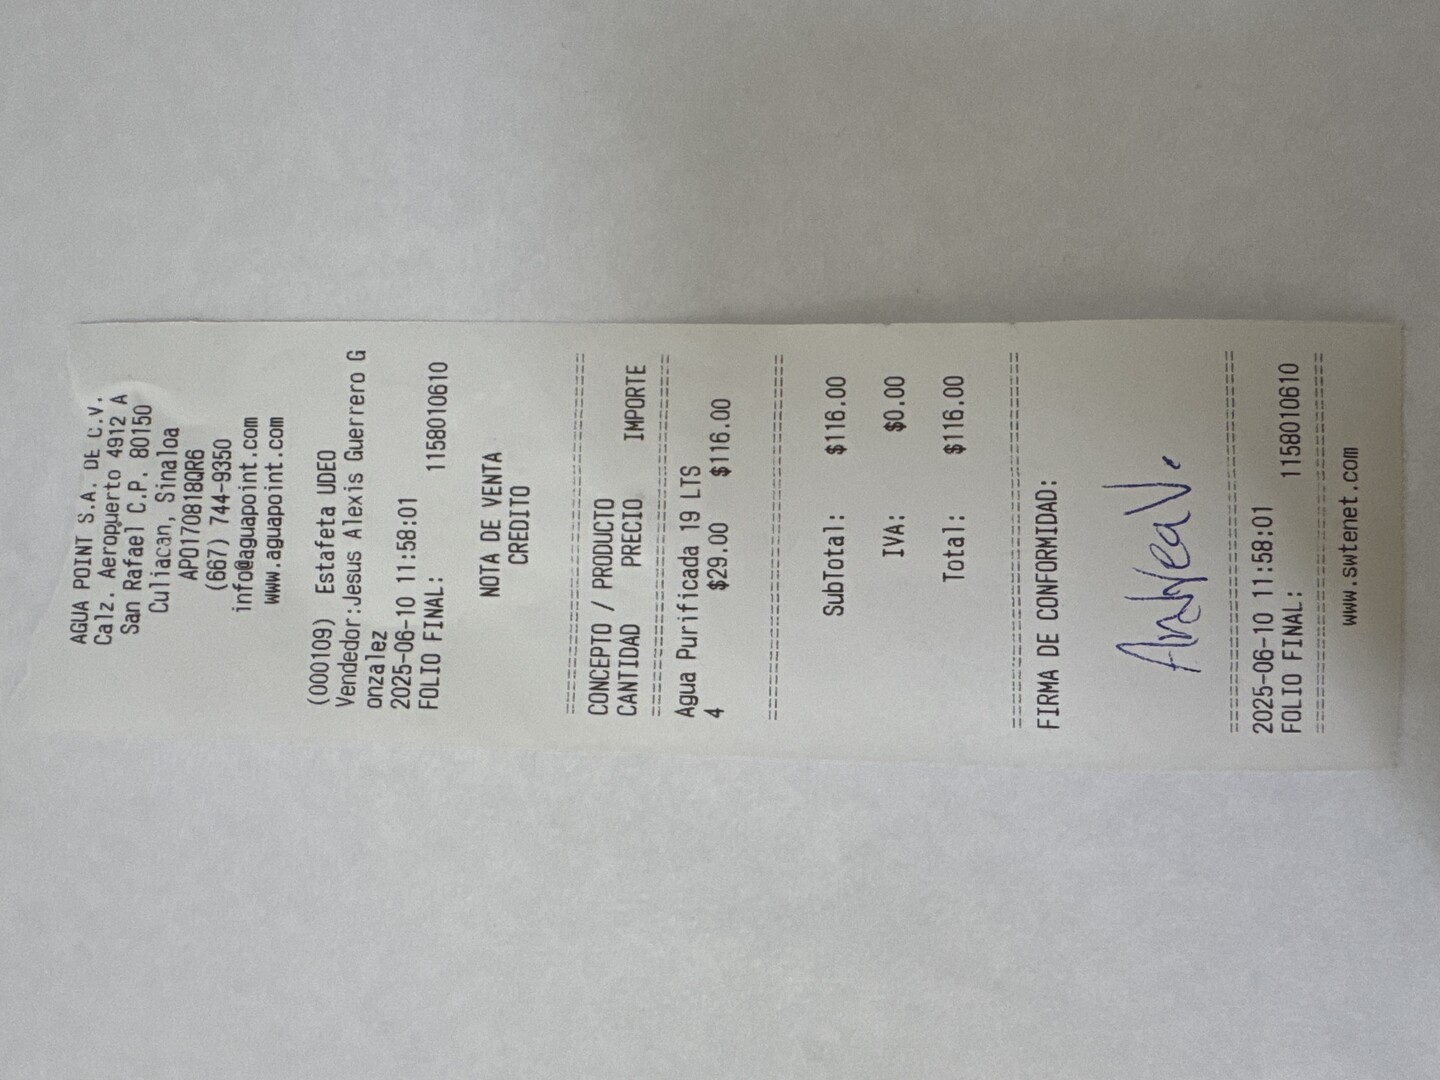 AGUA POINT S.A. DE C.V.
Calz. Aeropuerto 4912 A
San Rafael C.P. 80150
Culiacan, Sinaloa
APO170818QR6
(667) 744-9350
info@aguapoint.com
www.aguapoint.com
(000109) Estafeta UDEO
Vendedor:Jesus Alexis Guerrero G
onzalez
2025-06-10 11:58:01
FOLIO FINAL: 1158010610
NOTA DE VENTA
CREDITO
================================
CONCEPTO / PRODUCTO
CANTIDAD PRECIO IMPORTE
================================
Agua Purificada 19 LTS
4 $29.00 $116.00
================================
SubTotal: $116.00
IVA: $0.00
Total: $116.00
================================
FIRMA DE CONFORMIDAD:
Andrea V.
================================
2025-06-10 11:58:01
FOLIO FINAL: 1158010610
================================
www.swtenet.com